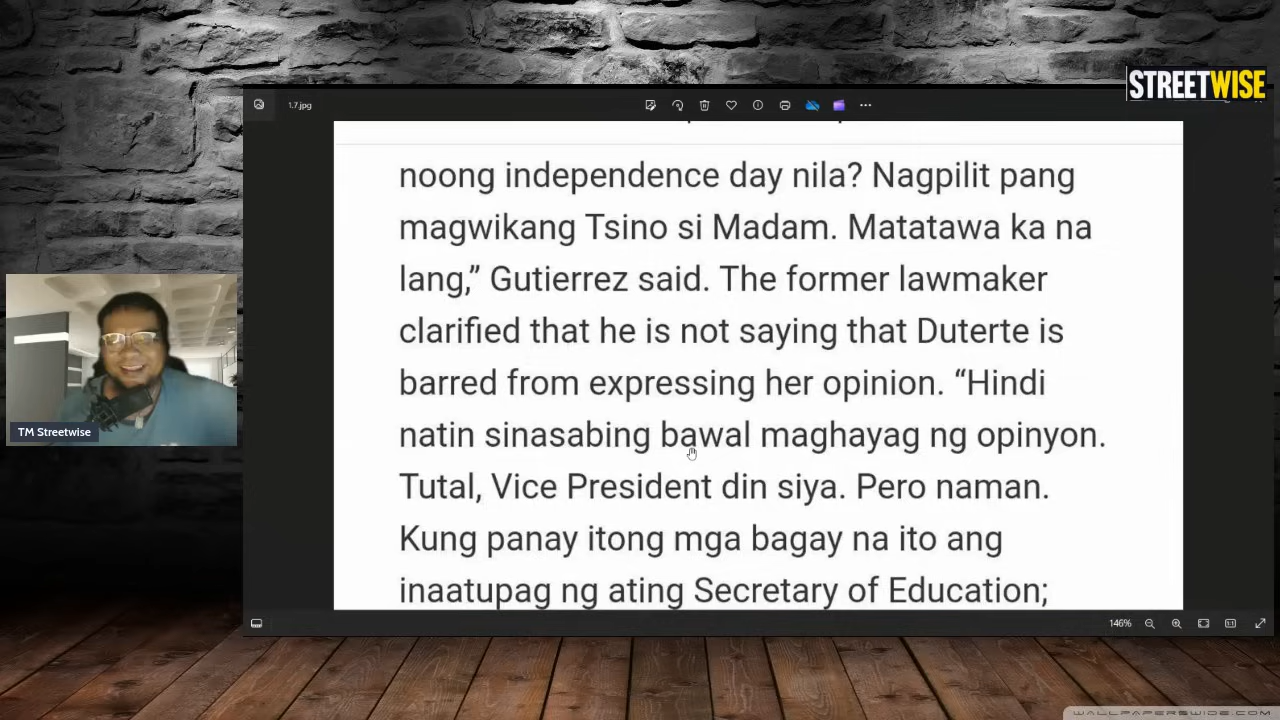 STREETWISE
1.7.jpg
noong independence day nila? Nagpilit pang
magwikang Tsino si Madam. Matatawa ka na
lang,” Gutierrez said. The former lawmaker
clarified that he is not saying that Duterte is
barred from expressing her opinion. “Hindi
natin sinasabing bawal maghayag ng opinyon.
Tutal, Vice President din siya. Pero naman.
Kung panay itong mga bagay na ito ang
inaatupag ng ating Secretary of Education;
TM Streetwise
146%
WALLPAPERSWIDE.COM